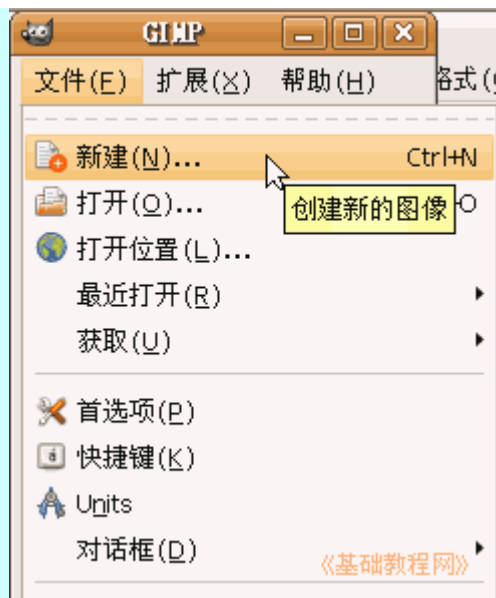 GIMP
文件(F) 扩展(X) 帮助(H) 格式(
新建(N)... Ctrl+N
打开(O)... O
创建新的图像
打开位置(L)...
最近打开(R)
获取(U)
首选项(P)
快捷键(K)
Units
对话框(D)
《基础教程网》